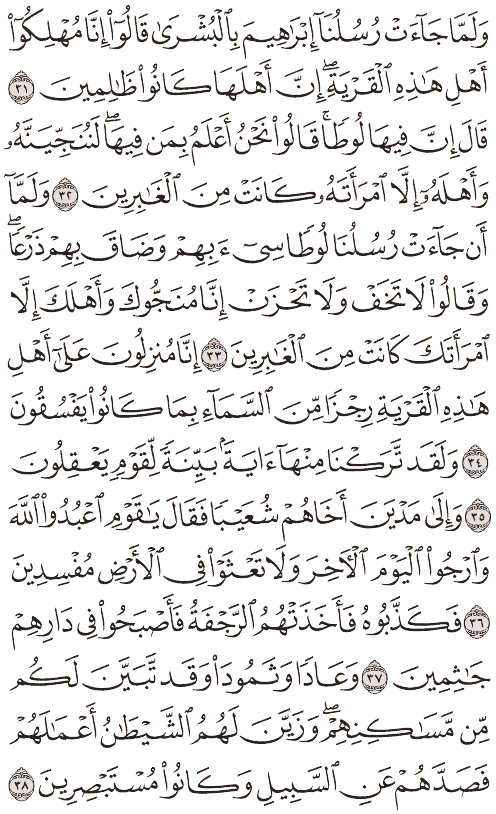 وَلَمَّا جَآءَتْ رُسُلُنَآ إِبْرَٰهِيمَ بِٱلْبُشْرَىٰ قَالُوٓا۟ إِنَّا مُهْلِكُوٓا۟
أَهْلِ هَـٰذِهِ ٱلْقَرْيَةِ ۖ إِنَّ أَهْلَهَا كَانُوا۟ ظَـٰلِمِينَ ٣١
قَالَ إِنَّ فِيهَا لُوطًا ۚ قَالُوا۟ نَحْنُ أَعْلَمُ بِمَن فِيهَا ۖ لَنُنَجِّيَنَّهُۥ
وَأَهْلَهُۥٓ إِلَّا ٱمْرَأَتَهُۥ كَانَتْ مِنَ ٱلْغَـٰبِرِينَ ٣٢ وَلَمَّآ
أَن جَآءَتْ رُسُلُنَا لُوطًا سِىٓءَ بِهِمْ وَضَاقَ بِهِمْ ذَرْعًا ۖ
وَقَالُوا۟ لَا تَخَفْ وَلَا تَحْزَنْ إِنَّا مُنَجُّوكَ وَأَهْلَكَ إِلَّا
ٱمْرَأَتَكَ كَانَتْ مِنَ ٱلْغَـٰبِرِينَ ٣٣ إِنَّا مُنزِلُونَ عَلَىٰٓ أَهْلِ
هَـٰذِهِ ٱلْقَرْيَةِ رِجْزًا مِّنَ ٱلسَّمَآءِ بِمَا كَانُوا۟ يَفْسُقُونَ
٣٤ وَلَقَد تَّرَكْنَا مِنْهَآ ءَايَةًۢ بَيِّنَةً لِّقَوْمٍ يَعْقِلُونَ
٣٥ وَإِلَىٰ مَدْيَنَ أَخَاهُمْ شُعَيْبًا فَقَالَ يَـٰقَوْمِ ٱعْبُدُوا۟ ٱللَّهَ
وَٱرْجُوا۟ ٱلْيَوْمَ ٱلْـَٔاخِرَ وَلَا تَعْثَوْا۟ فِى ٱلْأَرْضِ مُفْسِدِينَ
٣٦ فَكَذَّبُوهُ فَأَخَذَتْهُمُ ٱلرَّجْفَةُ فَأَصْبَحُوا۟ فِى دَارِهِمْ
جَـٰثِمِينَ ٣٧ وَعَادًا وَثَمُودَا۟ وَقَد تَّبَيَّنَ لَكُم
مِّن مَّسَـٰكِنِهِمْ ۖ وَزَيَّنَ لَهُمُ ٱلشَّيْطَـٰنُ أَعْمَـٰلَهُمْ
فَصَدَّهُمْ عَنِ ٱلسَّبِيلِ وَكَانُوا۟ مُسْتَبْصِرِينَ ٣٨